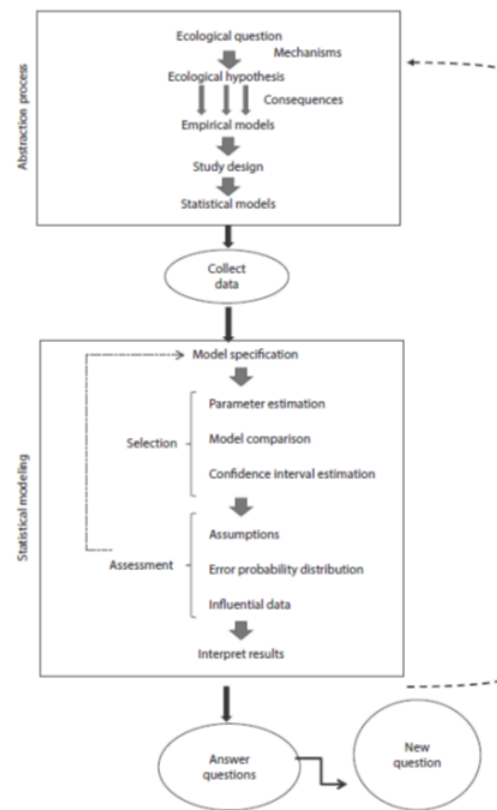 Abstraction process
Ecological question
Mechanisms
Ecological hypothesis
Consequences
Empirical models
Study design
Statistical models
Collect
data
Statistical modeling
Model specification
Selection
Parameter estimation
Model comparison
Confidence interval estimation
Assessment
Assumptions
Error probability distribution
Influential data
Interpret results
Answer
questions
New
question